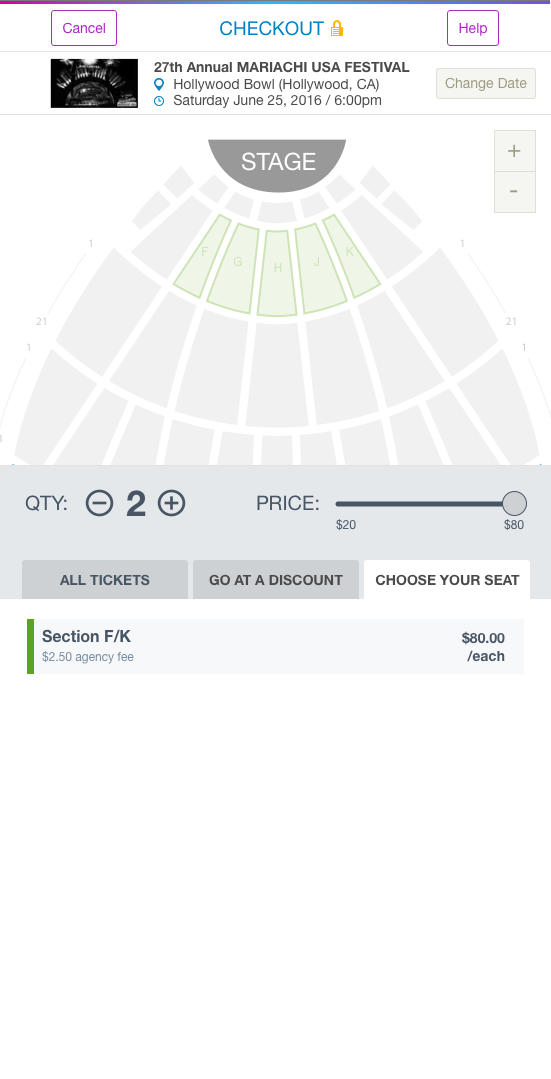 Cancel
CHECKOUT
Help
27th Annual MARIACHI USA FESTIVAL
Hollywood Bowl (Hollywood, CA)
Saturday June 25, 2016 / 6:00pm
Change Date
STAGE
+
-
F
G
H
J
K
1
1
21
21
1
1
QTY:
2
PRICE:
$20
$80
ALL TICKETS
GO AT A DISCOUNT
CHOOSE YOUR SEAT
Section F/K
$80.00
$2.50 agency fee
/each